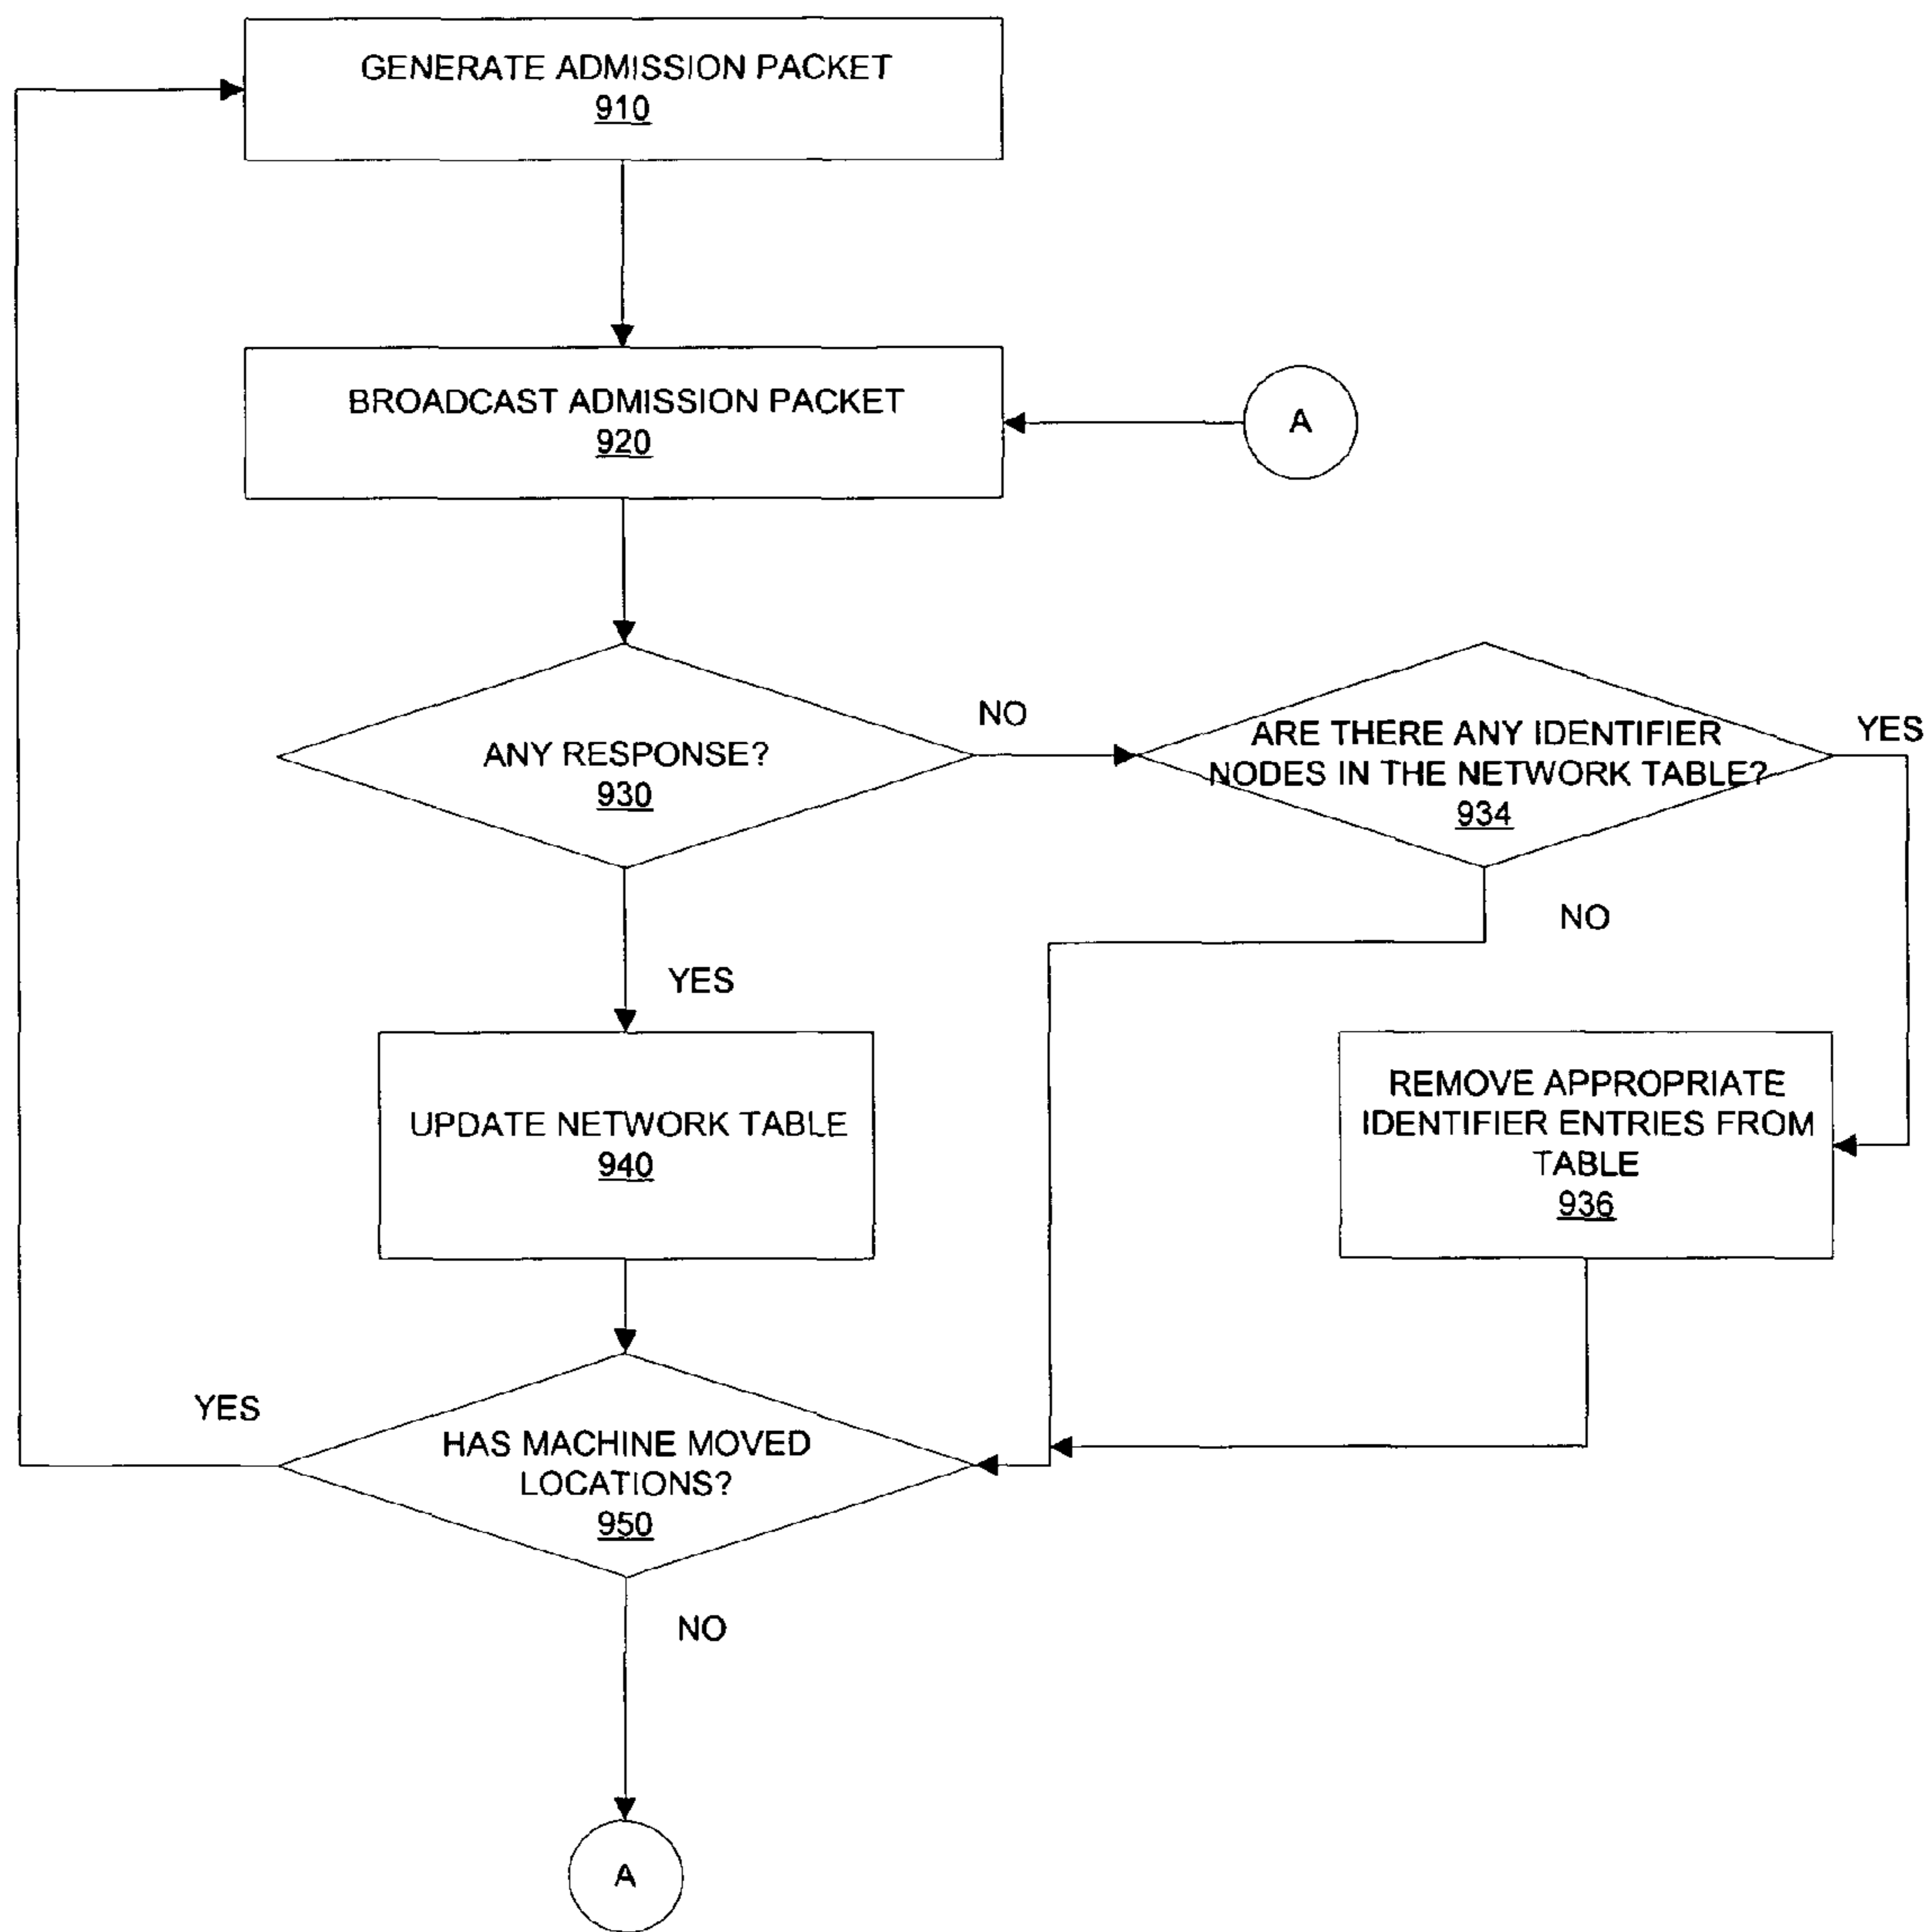 GENERATE ADMISSION PACKET
910
BROADCAST ADMISSION PACKET
920
A
ANY RESPONSE?
930
NO
ARE THERE ANY IDENTIFIER
NODES IN THE NETWORK TABLE?
934
YES
NO
YES
UPDATE NETWORK TABLE
940
REMOVE APPROPRIATE
IDENTIFIER ENTRIES FROM
TABLE
936
YES
HAS MACHINE MOVED
LOCATIONS?
950
NO
A